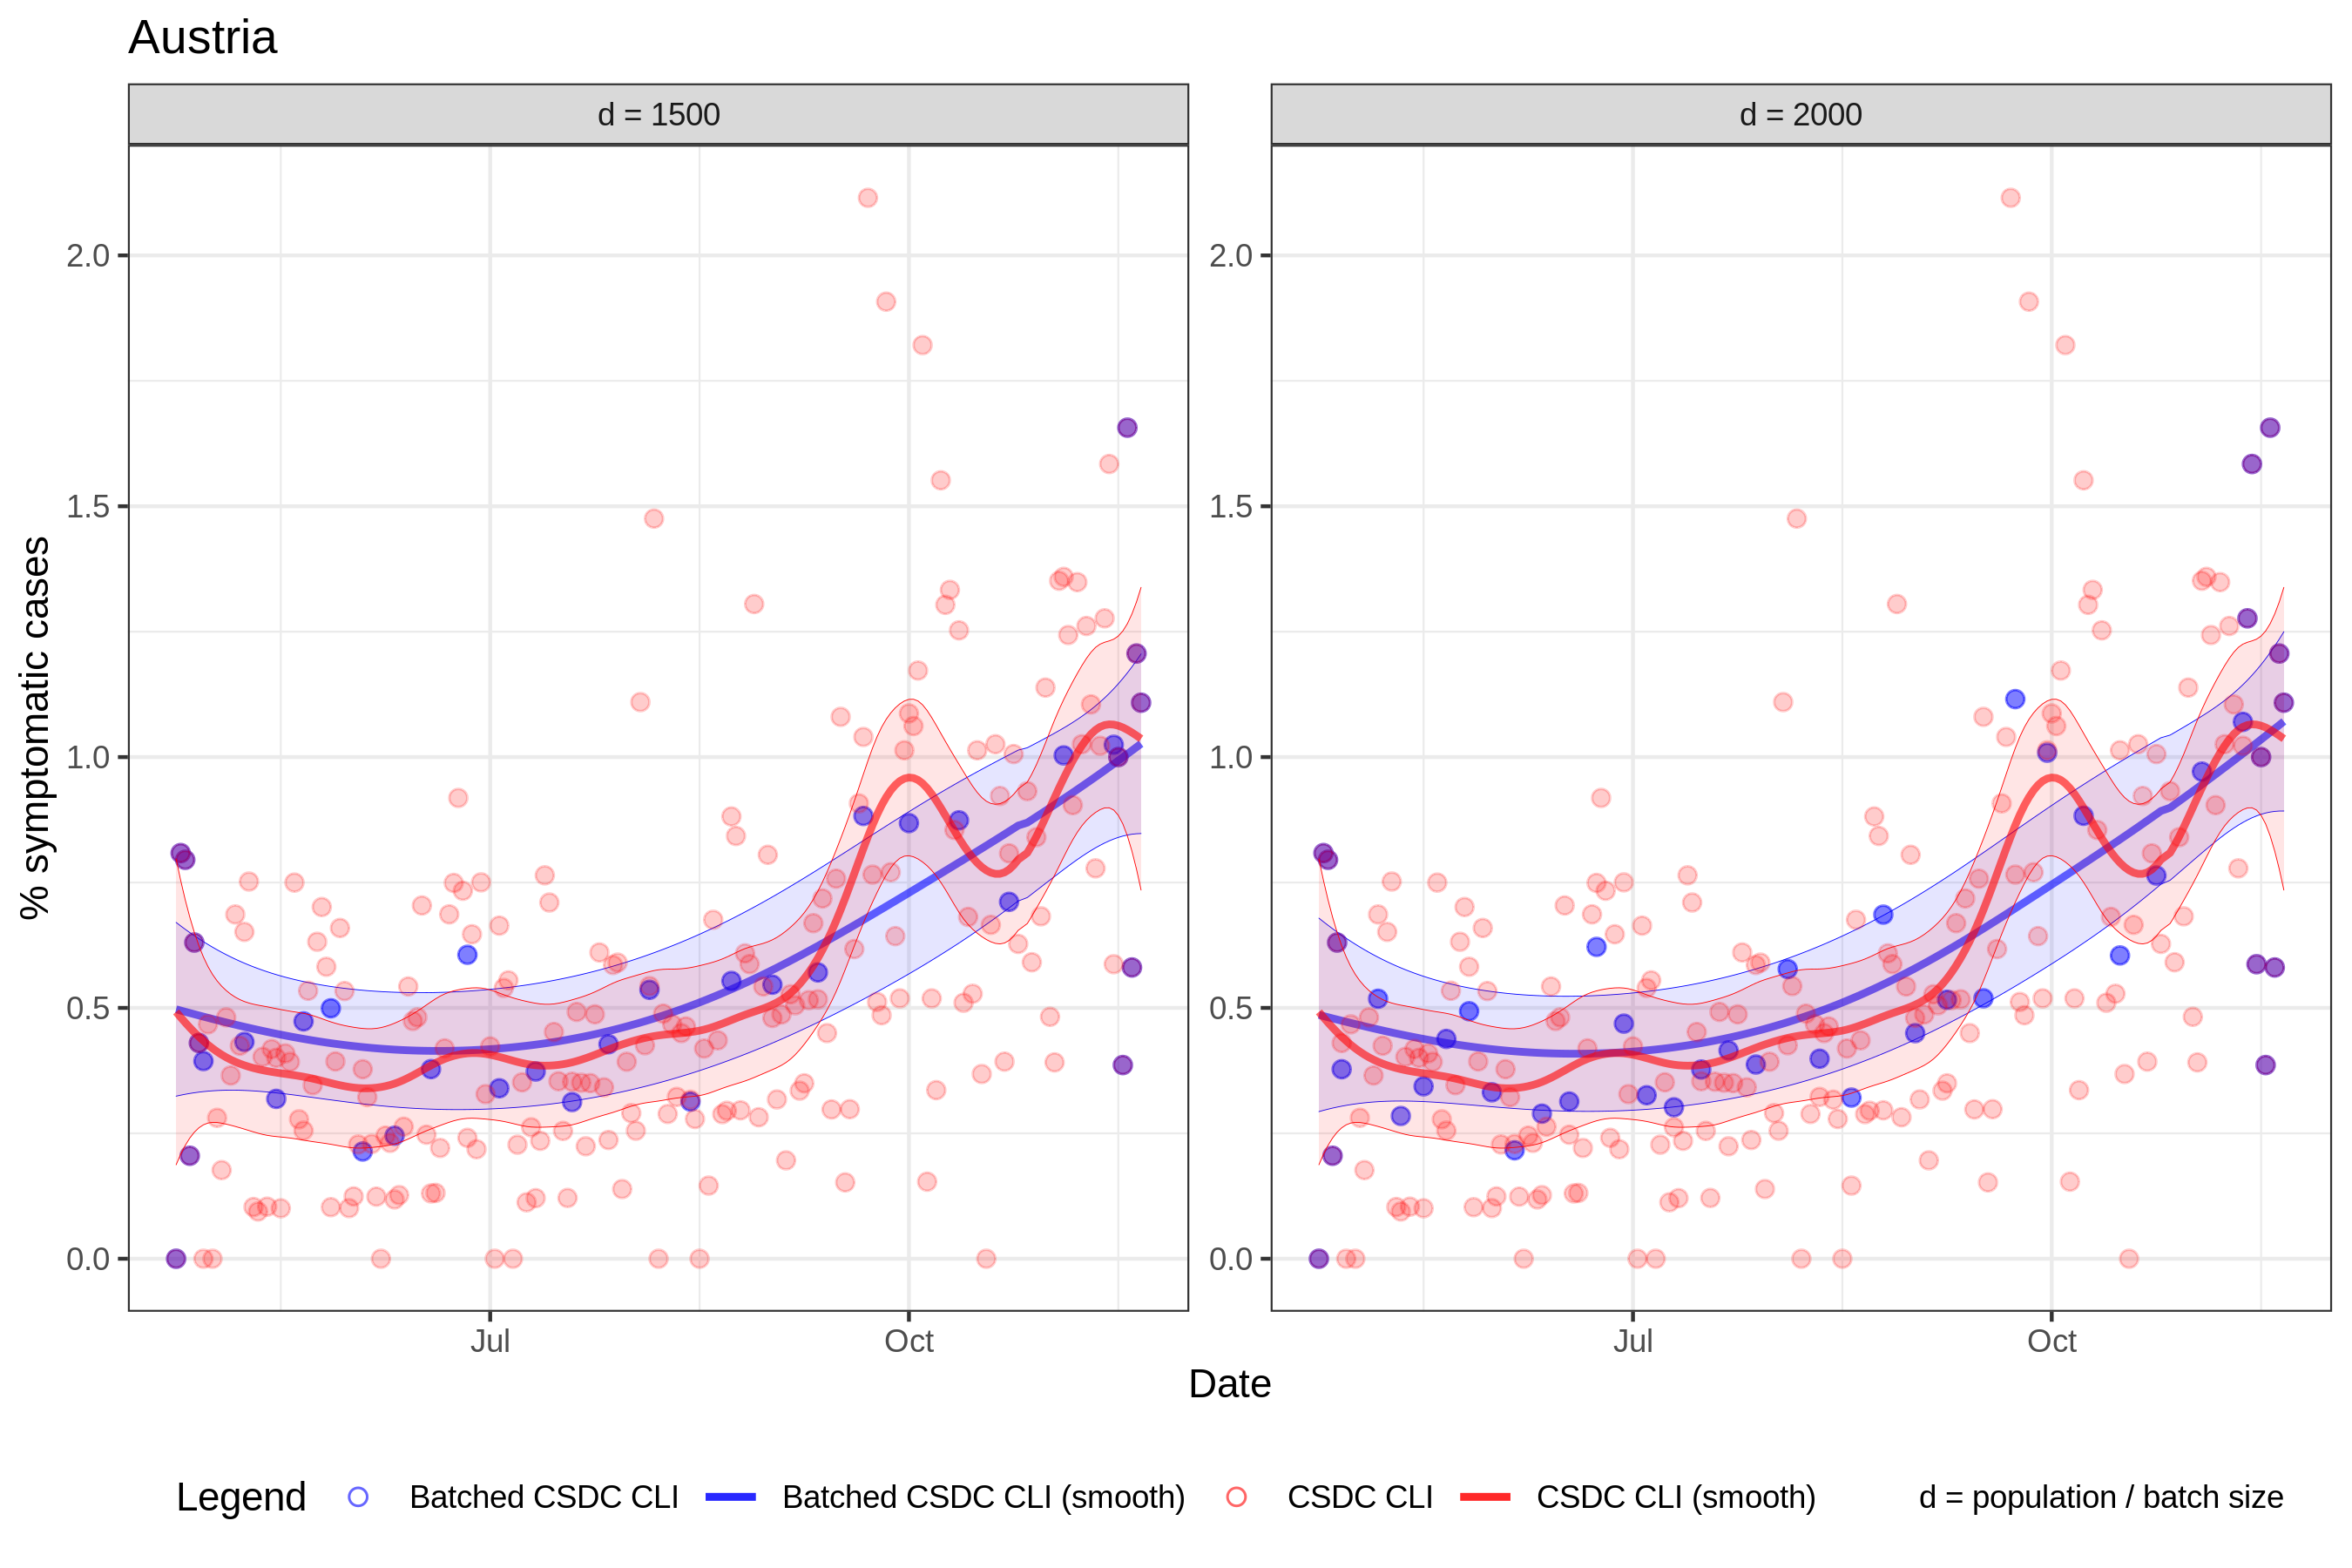 Austria
d = 1500
d = 2000
% symptomatic cases
2.0
1.5
1.0
0.5
0.0
2.0
1.5
1.0
0.5
0.0
Jul
Oct
Jul
Oct
Date
Legend
Batched CSDC CLI
Batched CSDC CLI (smooth)
CSDC CLI
CSDC CLI (smooth)
d = population / batch size